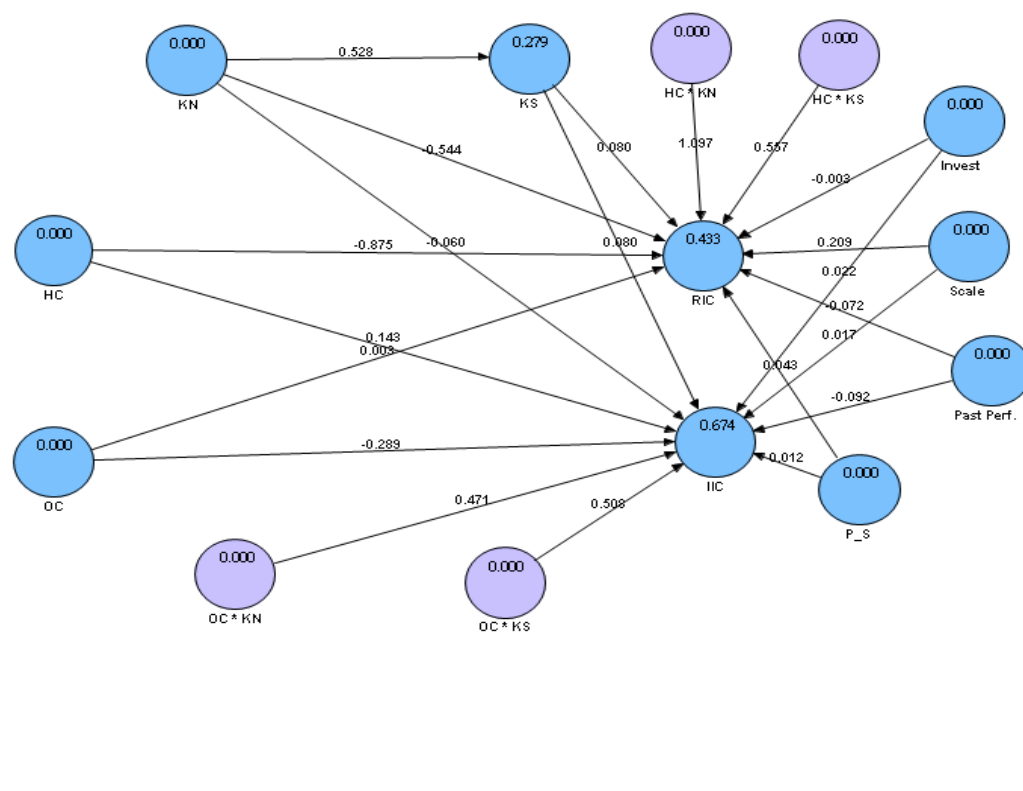 0.000
KN
0.528
0.279
KS
0.000
HC * KN
0.000
HC * KS
0.000
Invest
-0.544
0.080
1.097
0.557
-0.003
0.000
HC
-0.875
-0.060
0.080
0.433
RIC
0.209
0.000
Scale
0.022
-0.072
0.143
0.003
0.017
0.043
0.000
Past Perf.
-0.092
0.000
OC
-0.289
0.674
IIC
0.012
0.000
P_S
0.471
0.508
0.000
OC * KN
0.000
OC * KS